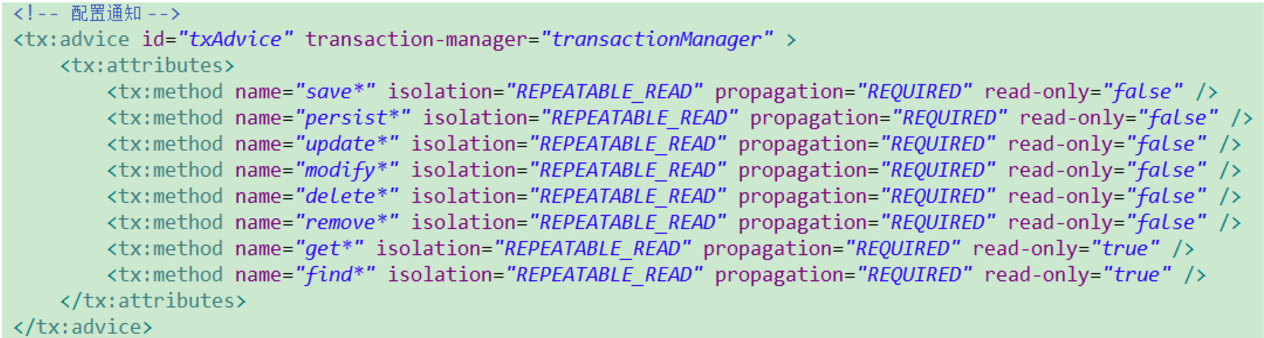 <!-- 配置通知 -->
<tx:advice id="txAdvice" transaction-manager="transactionManager" >
    <tx:attributes>
        <tx:method name="save*" isolation="REPEATABLE_READ" propagation="REQUIRED" read-only="false" />
        <tx:method name="persist*" isolation="REPEATABLE_READ" propagation="REQUIRED" read-only="false" />
        <tx:method name="update*" isolation="REPEATABLE_READ" propagation="REQUIRED" read-only="false" />
        <tx:method name="modify*" isolation="REPEATABLE_READ" propagation="REQUIRED" read-only="false" />
        <tx:method name="delete*" isolation="REPEATABLE_READ" propagation="REQUIRED" read-only="false" />
        <tx:method name="remove*" isolation="REPEATABLE_READ" propagation="REQUIRED" read-only="false" />
        <tx:method name="get*" isolation="REPEATABLE_READ" propagation="REQUIRED" read-only="true" />
        <tx:method name="find*" isolation="REPEATABLE_READ" propagation="REQUIRED" read-only="true" />
    </tx:attributes>
</tx:advice>